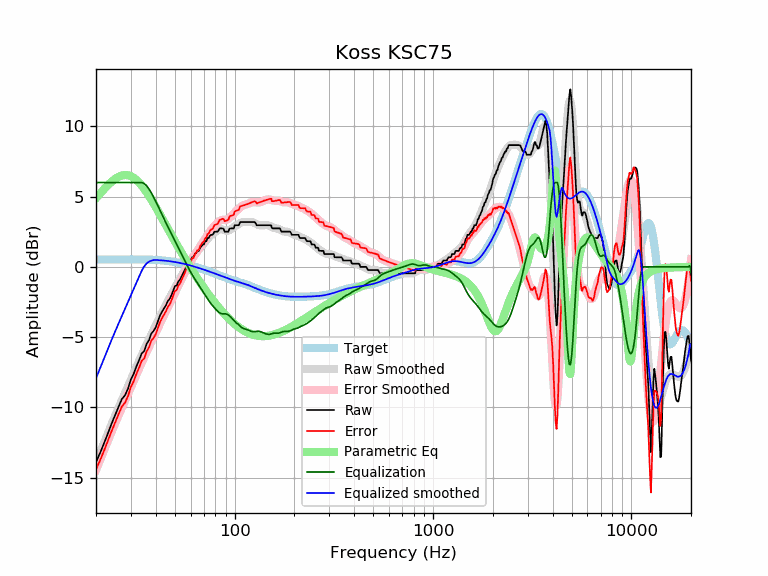 Koss KSC75
Amplitude (dBr)
10
5
0
−5
−10
−15
Target
Raw Smoothed
Error Smoothed
Raw
Error
Parametric Eq
Equalization
Equalized smoothed
100 1000 10000
Frequency (Hz)